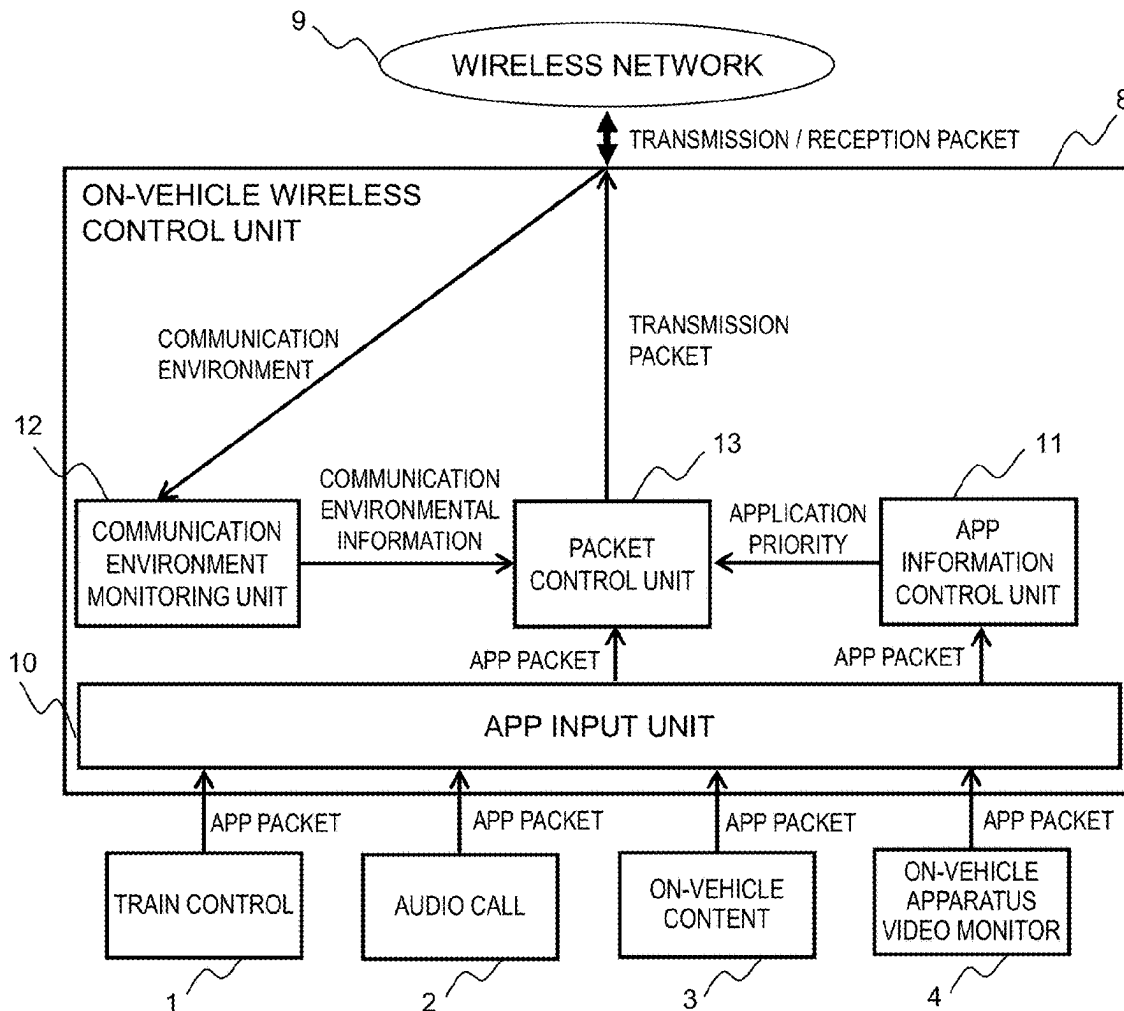 9
WIRELESS NETWORK
8
TRANSMISSION / RECEPTION PACKET
ON-VEHICLE WIRELESS
CONTROL UNIT
COMMUNICATION
ENVIRONMENT
TRANSMISSION
PACKET
12
13
11
COMMUNICATION
ENVIRONMENTAL
INFORMATION
APPLICATION
PRIORITY
COMMUNICATION
ENVIRONMENT
MONITORING UNIT
PACKET
CONTROL UNIT
APP
INFORMATION
CONTROL UNIT
10
APP PACKET
APP PACKET
APP INPUT UNIT
APP PACKET
APP PACKET
APP PACKET
APP PACKET
TRAIN CONTROL
AUDIO CALL
ON-VEHICLE
CONTENT
ON-VEHICLE
APPARATUS
VIDEO MONITOR
1
2
3
4